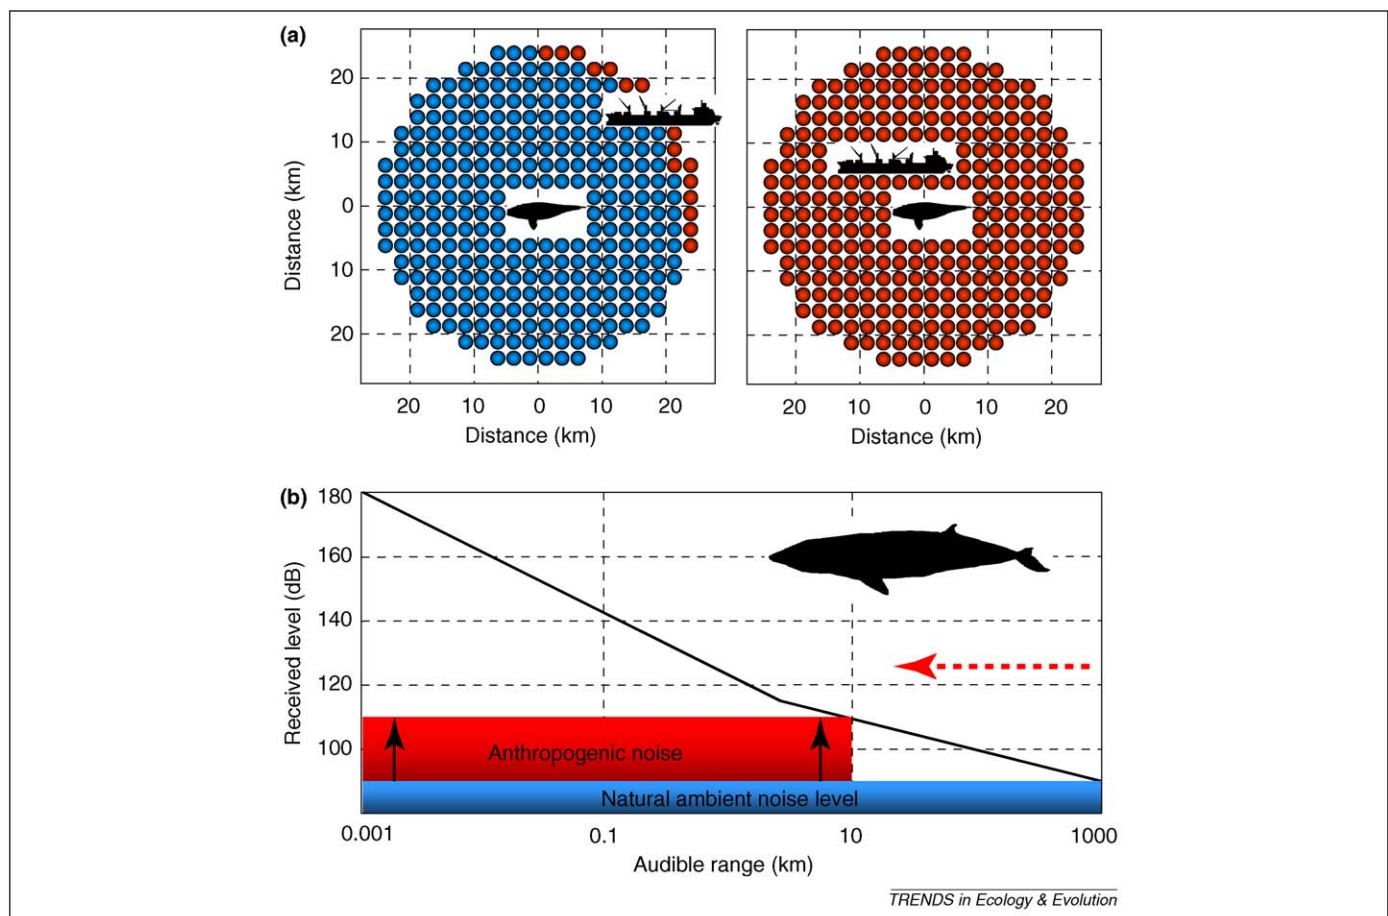 (a)
Distance (km)
20
10
0
10
20
20 10 0 10 20
Distance (km)
20 10 0 10 20
Distance (km)
(b)
Received level (dB)
180
160
140
120
100
Anthropogenic noise
Natural ambient noise level
0.001 0.1 10 1000
Audible range (km)
TRENDS in Ecology & Evolution